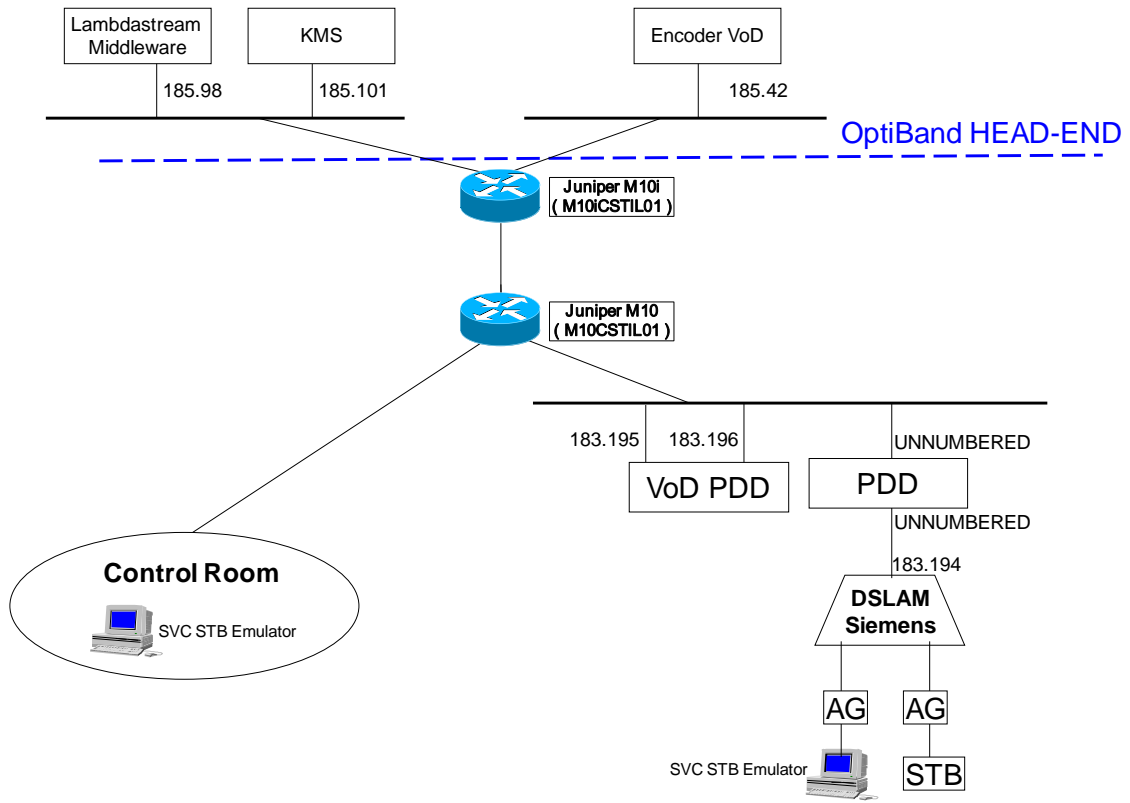 Lambdastream
Middleware
KMS
Encoder VoD
185.98
185.101
185.42
OptiBand HEAD-END
Juniper M10i
( M10iCSTIL01 )
Juniper M10
( M10CSTIL01 )
183.195
183.196
UNNUMBERED
VoD PDD
PDD
UNNUMBERED
183.194
Control Room
SVC STB Emulator
DSLAM
Siemens
AG
AG
SVC STB Emulator
STB